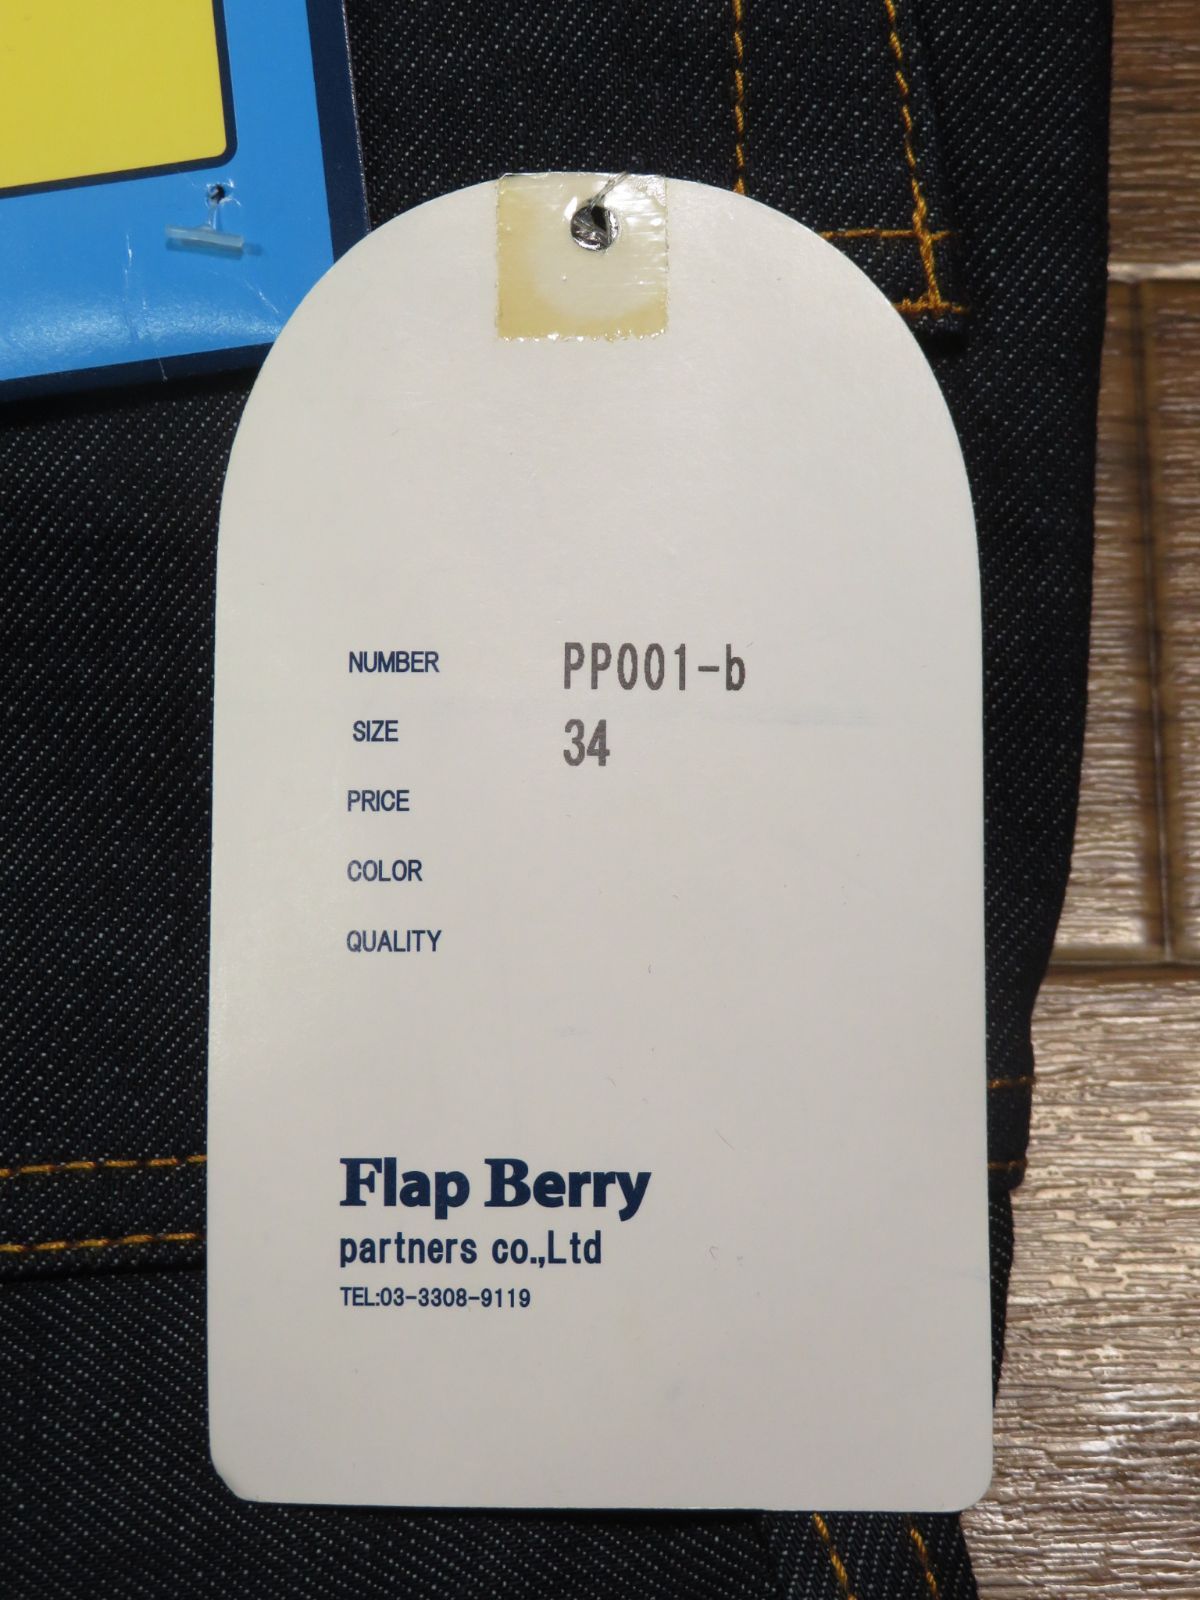 NUMBER PP001-b
SIZE 34
PRICE
COLOR
QUALITY
Flap Berry
partners co.,Ltd
TEL:03-3308-9119